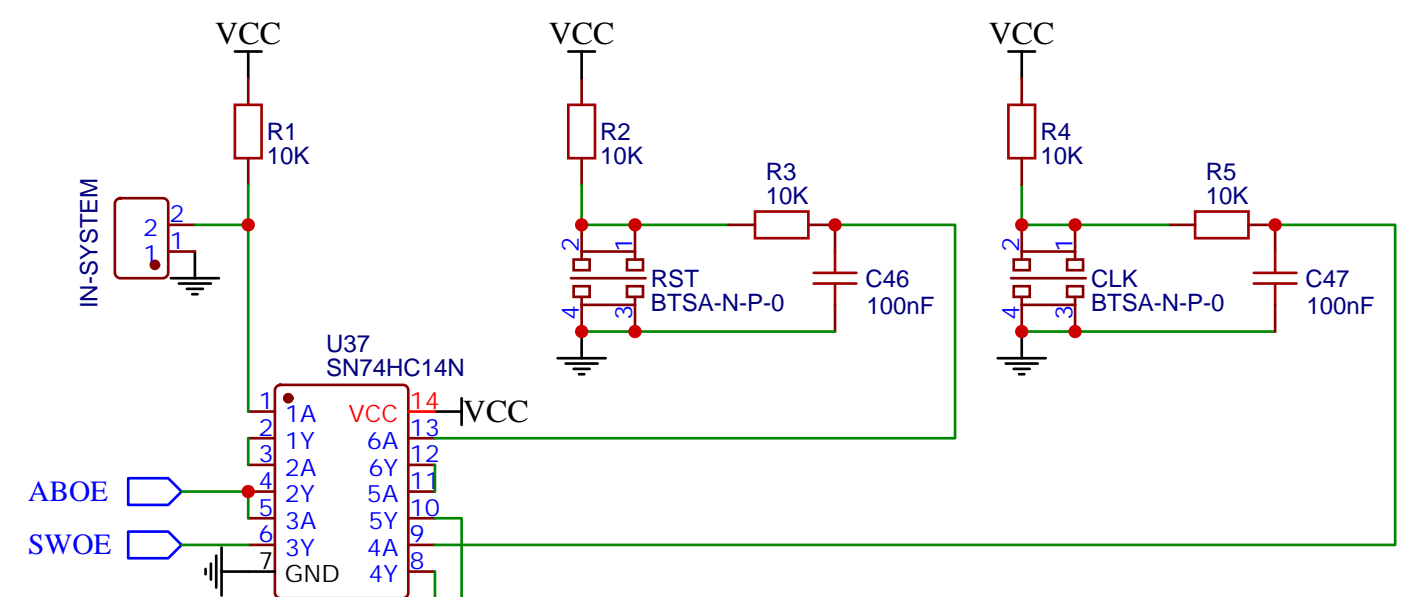 VCC
VCC
VCC
R1
10K
R2
10K
R4
10K
R3
10K
R5
10K
IN-SYSTEM
2
1
2
1
2
1
4
3
RST
BTSA-N-P-0
C46
100nF
2
1
4
3
CLK
BTSA-N-P-0
C47
100nF
U37
SN74HC14N
1 1A VCC 14 VCC
2 1Y 6A 13
3 2A 6Y 12
ABOE 4 2Y 5A 11
5 3A 5Y 10
SWOE 6 3Y 4A 9
7 GND 4Y 8